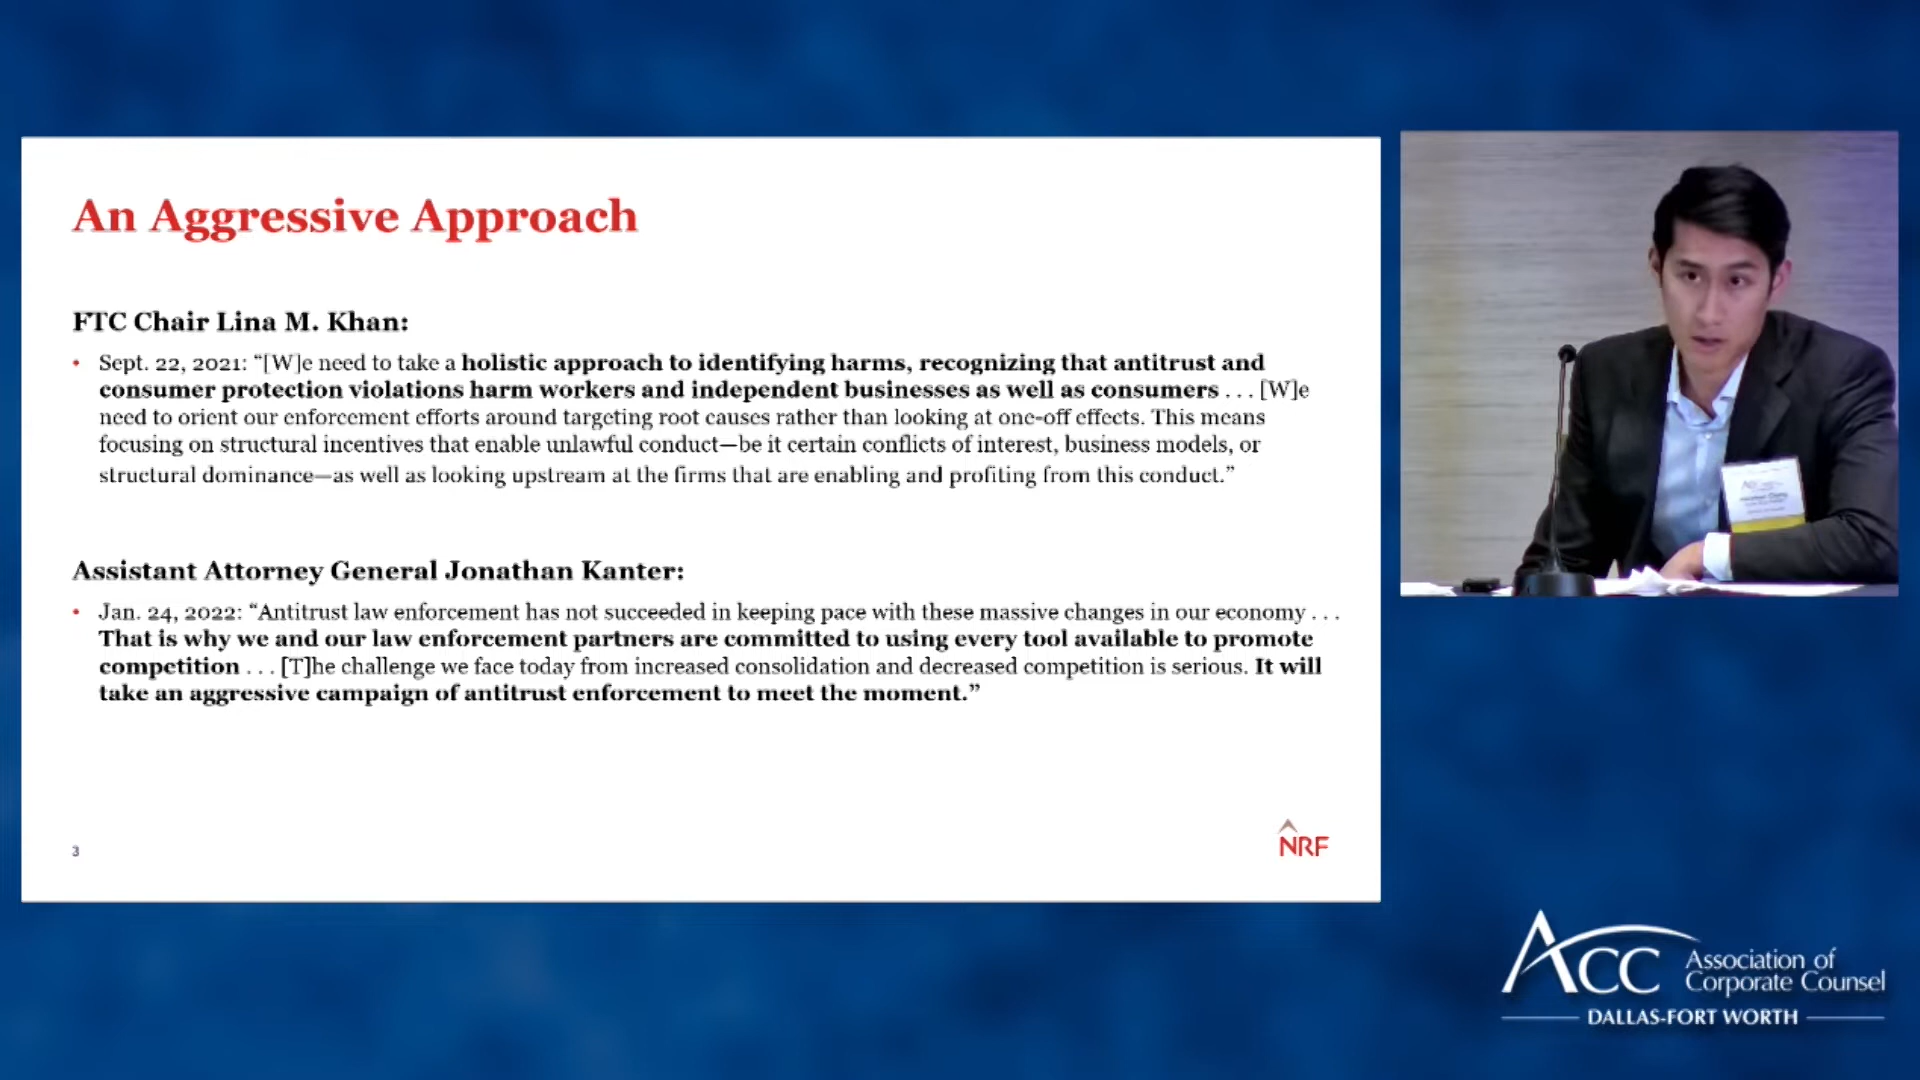 An Aggressive Approach
FTC Chair Lina M. Khan:
• Sept. 22, 2021: “[W]e need to take a holistic approach to identifying harms, recognizing that antitrust and
consumer protection violations harm workers and independent businesses as well as consumers . . . [W]e
need to orient our enforcement efforts around targeting root causes rather than looking at one-off effects. This means
focusing on structural incentives that enable unlawful conduct—be it certain conflicts of interest, business models, or
structural dominance—as well as looking upstream at the firms that are enabling and profiting from this conduct.”
Assistant Attorney General Jonathan Kanter:
• Jan. 24, 2022: “Antitrust law enforcement has not succeeded in keeping pace with these massive changes in our economy . . .
That is why we and our law enforcement partners are committed to using every tool available to promote
competition . . . [T]he challenge we face today from increased consolidation and decreased competition is serious. It will
take an aggressive campaign of antitrust enforcement to meet the moment.”
3
NRF
ACC
Association of
Corporate Counsel
DALLAS-FORT WORTH